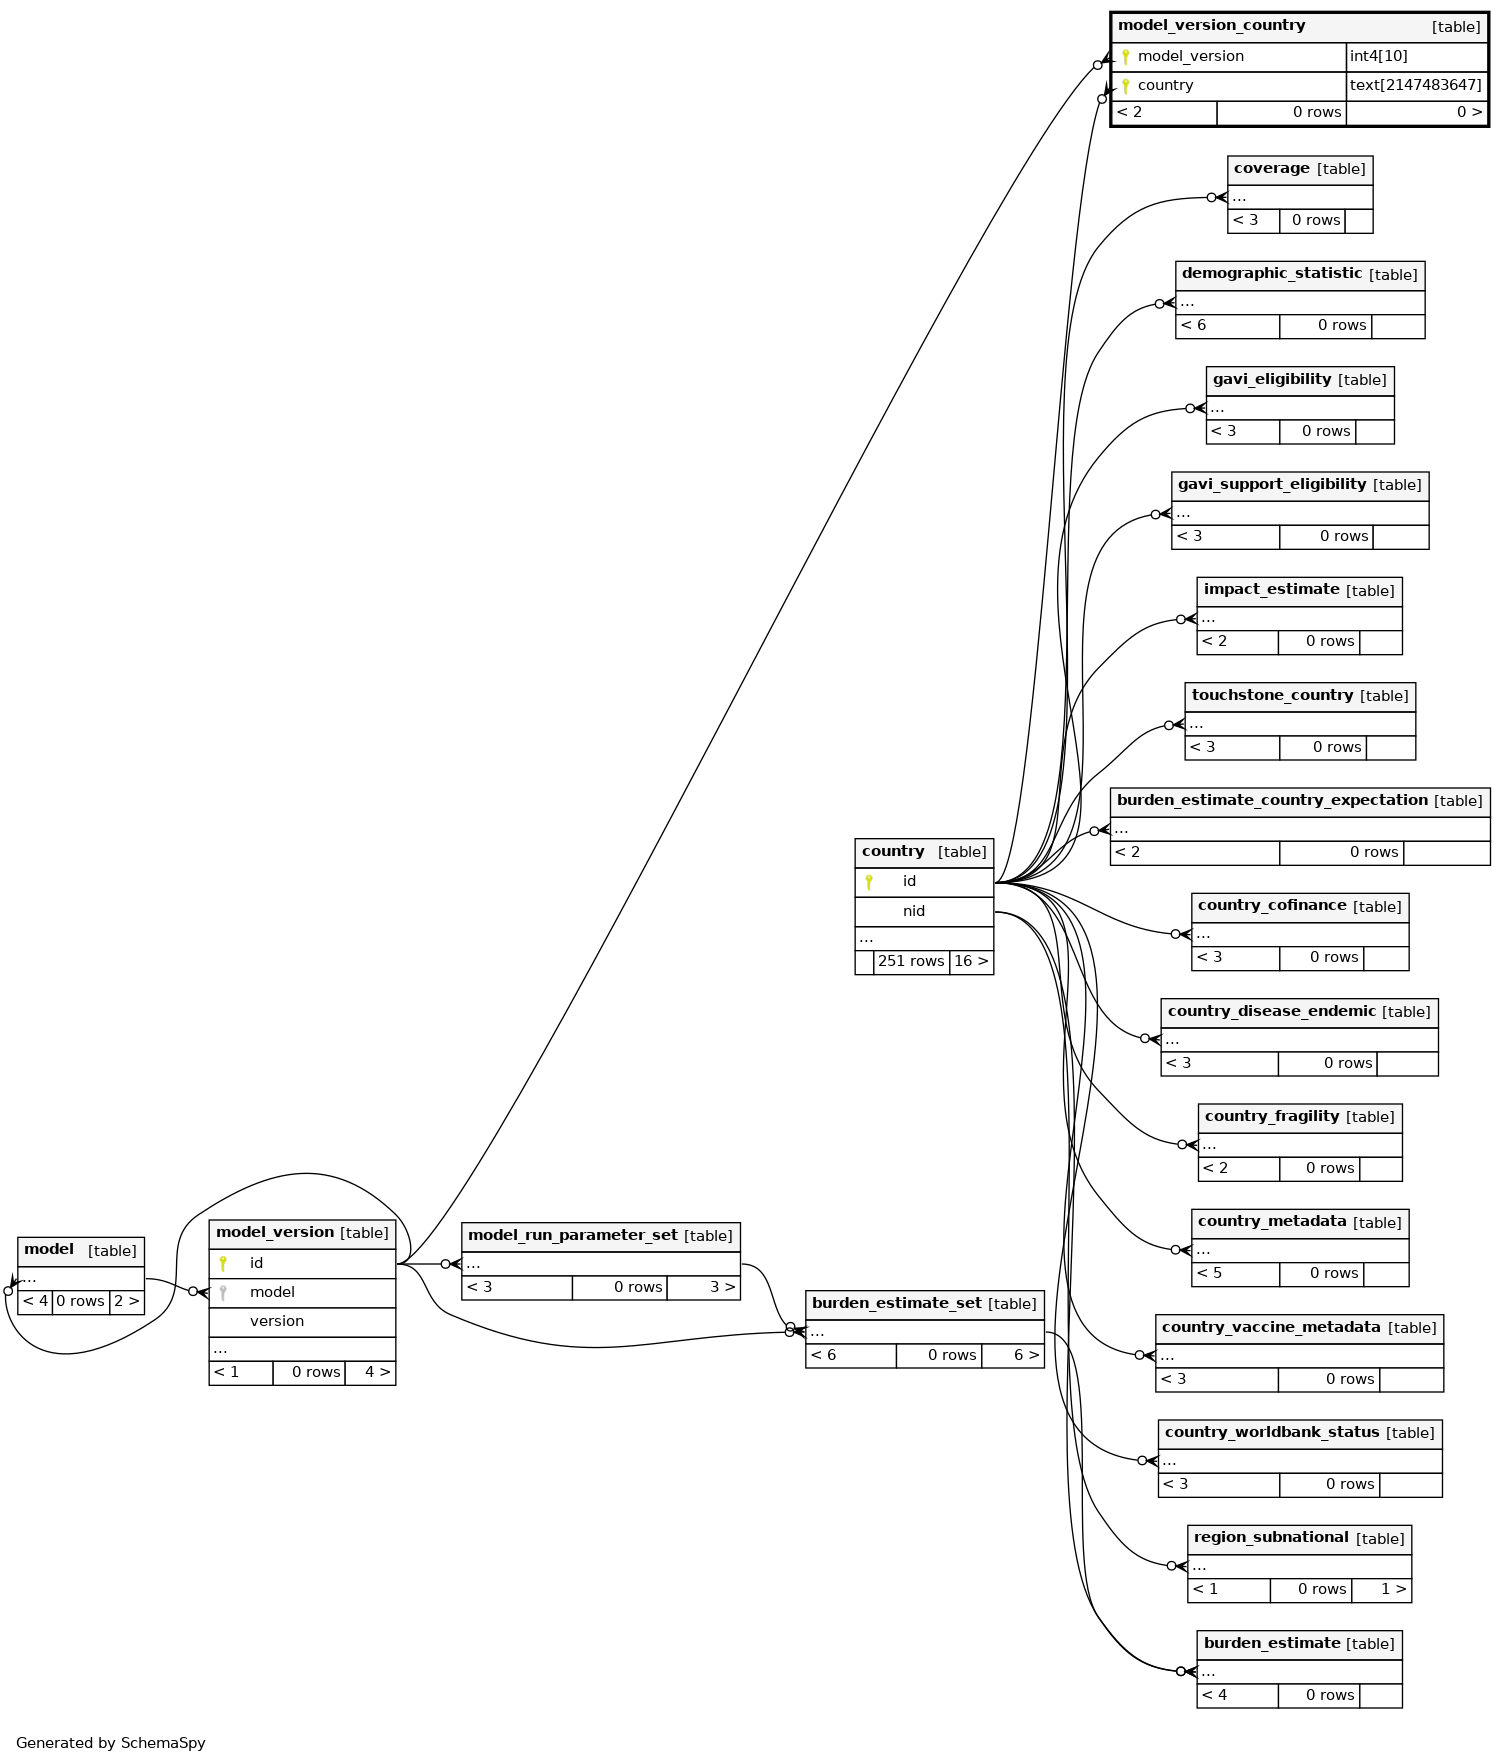 model_version_country [table]
model_version int4[10]
country text[2147483647]
< 2 0 rows 0 >
coverage [table]
...
< 3 0 rows
demographic_statistic [table]
...
< 6 0 rows
gavi_eligibility [table]
...
< 3 0 rows
gavi_support_eligibility [table]
...
< 3 0 rows
impact_estimate [table]
...
< 2 0 rows
touchstone_country [table]
...
< 3 0 rows
burden_estimate_country_expectation [table]
...
< 2 0 rows
country [table]
id
nid
...
251 rows 16 >
country_cofinance [table]
...
< 3 0 rows
country_disease_endemic [table]
...
< 3 0 rows
country_fragility [table]
...
< 2 0 rows
country_metadata [table]
...
< 5 0 rows
model [table]
...
< 4 0 rows 2 >
model_version [table]
id
model
version
...
< 1 0 rows 4 >
model_run_parameter_set [table]
...
< 3 0 rows 3 >
burden_estimate_set [table]
...
< 6 0 rows 6 >
country_vaccine_metadata [table]
...
< 3 0 rows
country_worldbank_status [table]
...
< 3 0 rows
region_subnational [table]
...
< 1 0 rows 1 >
burden_estimate [table]
...
< 4 0 rows
Generated by SchemaSpy